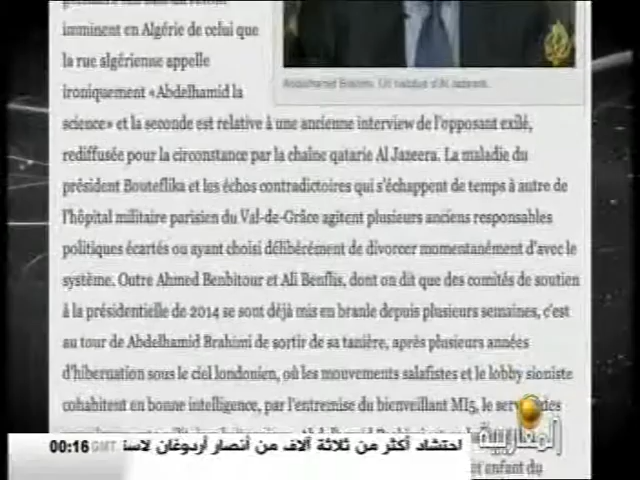 imminent en Algérie de celui que
la rue algérienne appelle
ironiquement «Abdelhamid la
Abdelhamid Brahimi. Un habitué d'Al Jazeera.
science» et la seconde est relative à une ancienne interview de l'opposant exilé,
rediffusée pour la circonstance par la chaîne qatarie Al Jazeera. La maladie du
président Bouteflika et les échos contradictoires qui s'échappent de temps à autre de
l'hôpital militaire parisien du Val-de-Grâce agitent plusieurs anciens responsables
politiques écartés ou ayant choisi délibérément de divorcer momentanément d'avec le
système. Outre Ahmed Benbitour et Ali Benflis, dont on dit que des comités de soutien
à la présidentielle de 2014 se sont déjà mis en branle depuis plusieurs semaines, c'est
au tour de Abdelhamid Brahimi de sortir de sa tanière, après plusieurs années
d'hibernation sous le ciel londonien, où les mouvements salafistes et le lobby sioniste
cohabitent en bonne intelligence, par l'entremise du bienveillant MI5, le
المغاربية
00:16 GMT احتشاد أكثر من ثلاثة آلاف من أنصار أردوغان
et enfant du